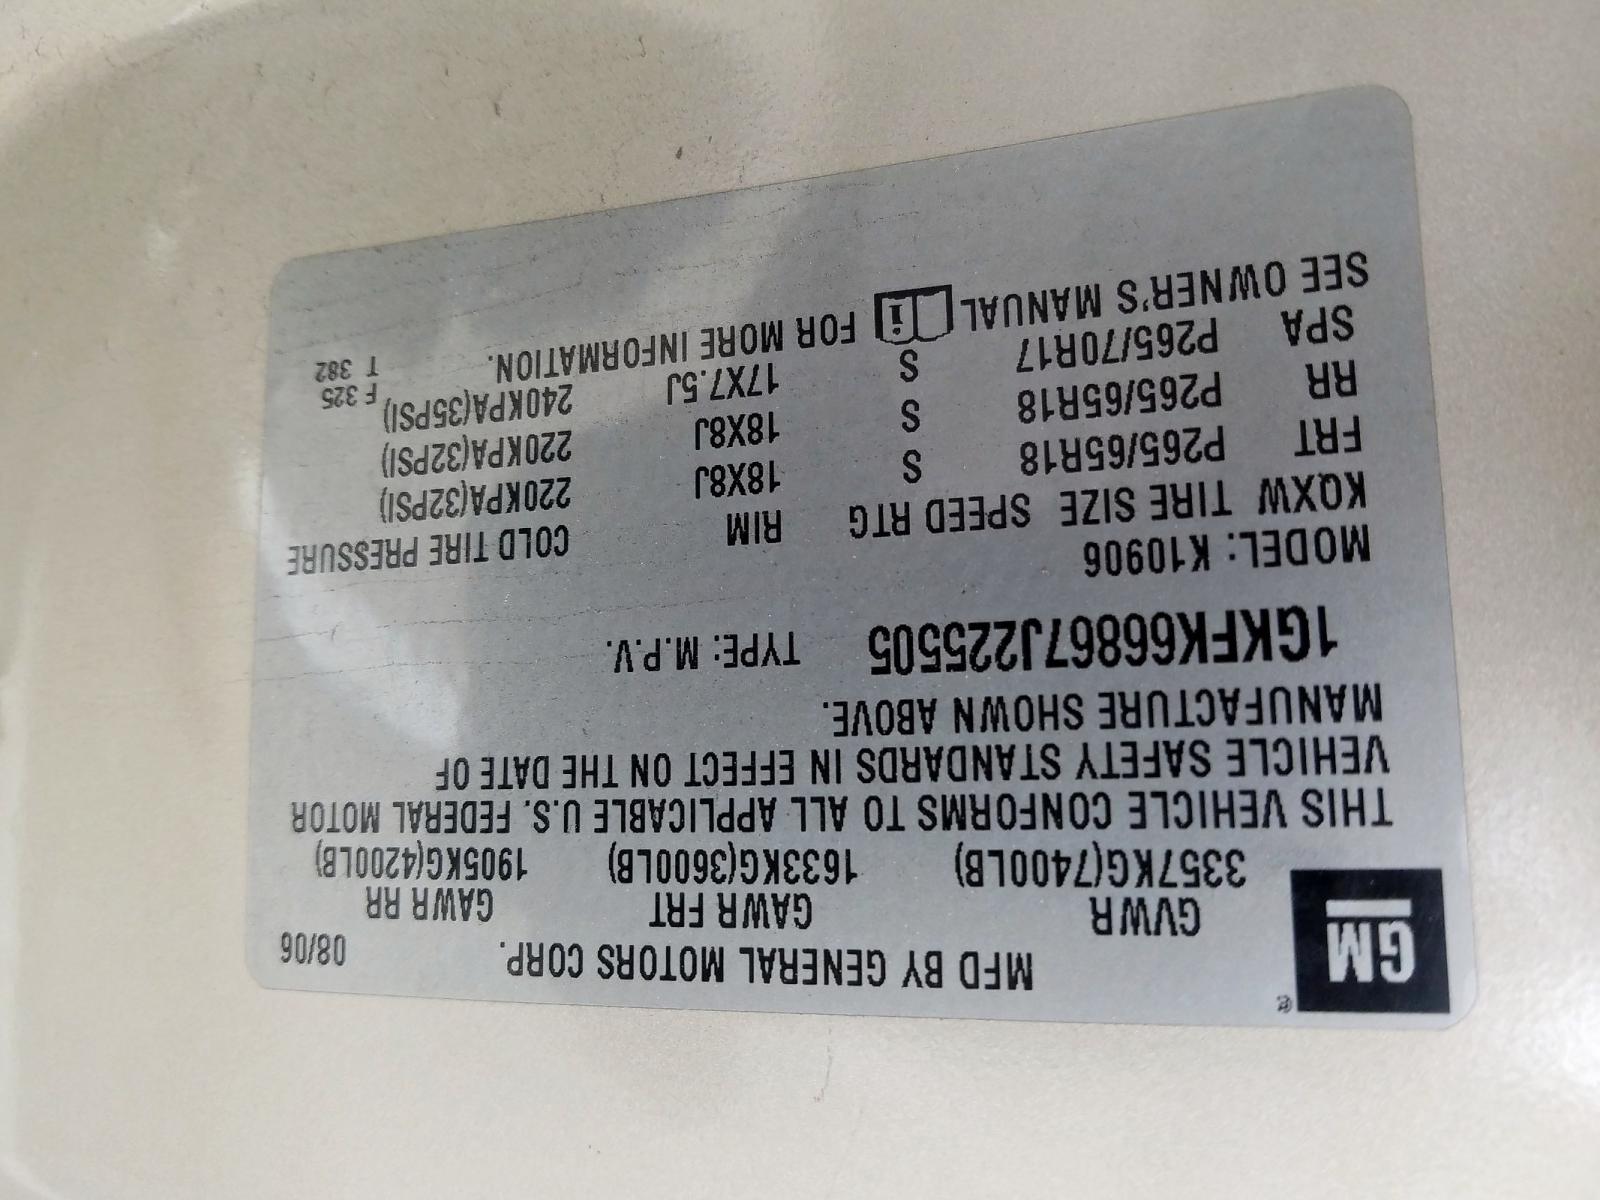 GM ®
MFD BY GENERAL MOTORS CORP. 08/06
GVWR GAWR FRT GAWR RR
3357KG(7400LB) 1633KG(3600LB) 1905KG(4200LB)
THIS VEHICLE CONFORMS TO ALL APPLICABLE U.S. FEDERAL MOTOR
VEHICLE SAFETY STANDARDS IN EFFECT ON THE DATE OF
MANUFACTURE SHOWN ABOVE.
1GKFK66867J225505 TYPE: M.P.V.
MODEL: K10906
KQXW TIRE SIZE SPEED RTG RIM COLD TIRE PRESSURE
FRT P265/65R18 S 18X8J 220KPA(32PSI)
RR P265/65R18 S 18X8J 220KPA(32PSI)
SPA P265/70R17 S 17X7.5J 240KPA(35PSI) F 325
SEE OWNER'S MANUAL i FOR MORE INFORMATION. T 382